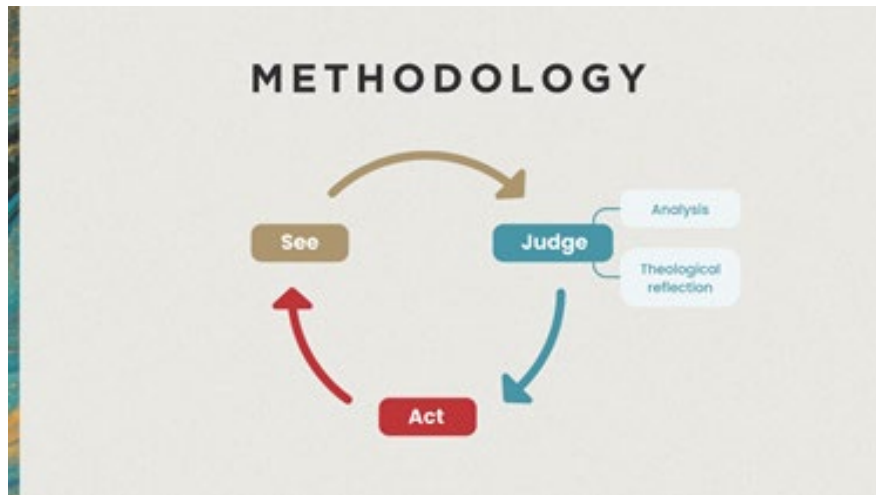 METHODOLOGY
See
Judge
Analysis
Theological
reflection
Act